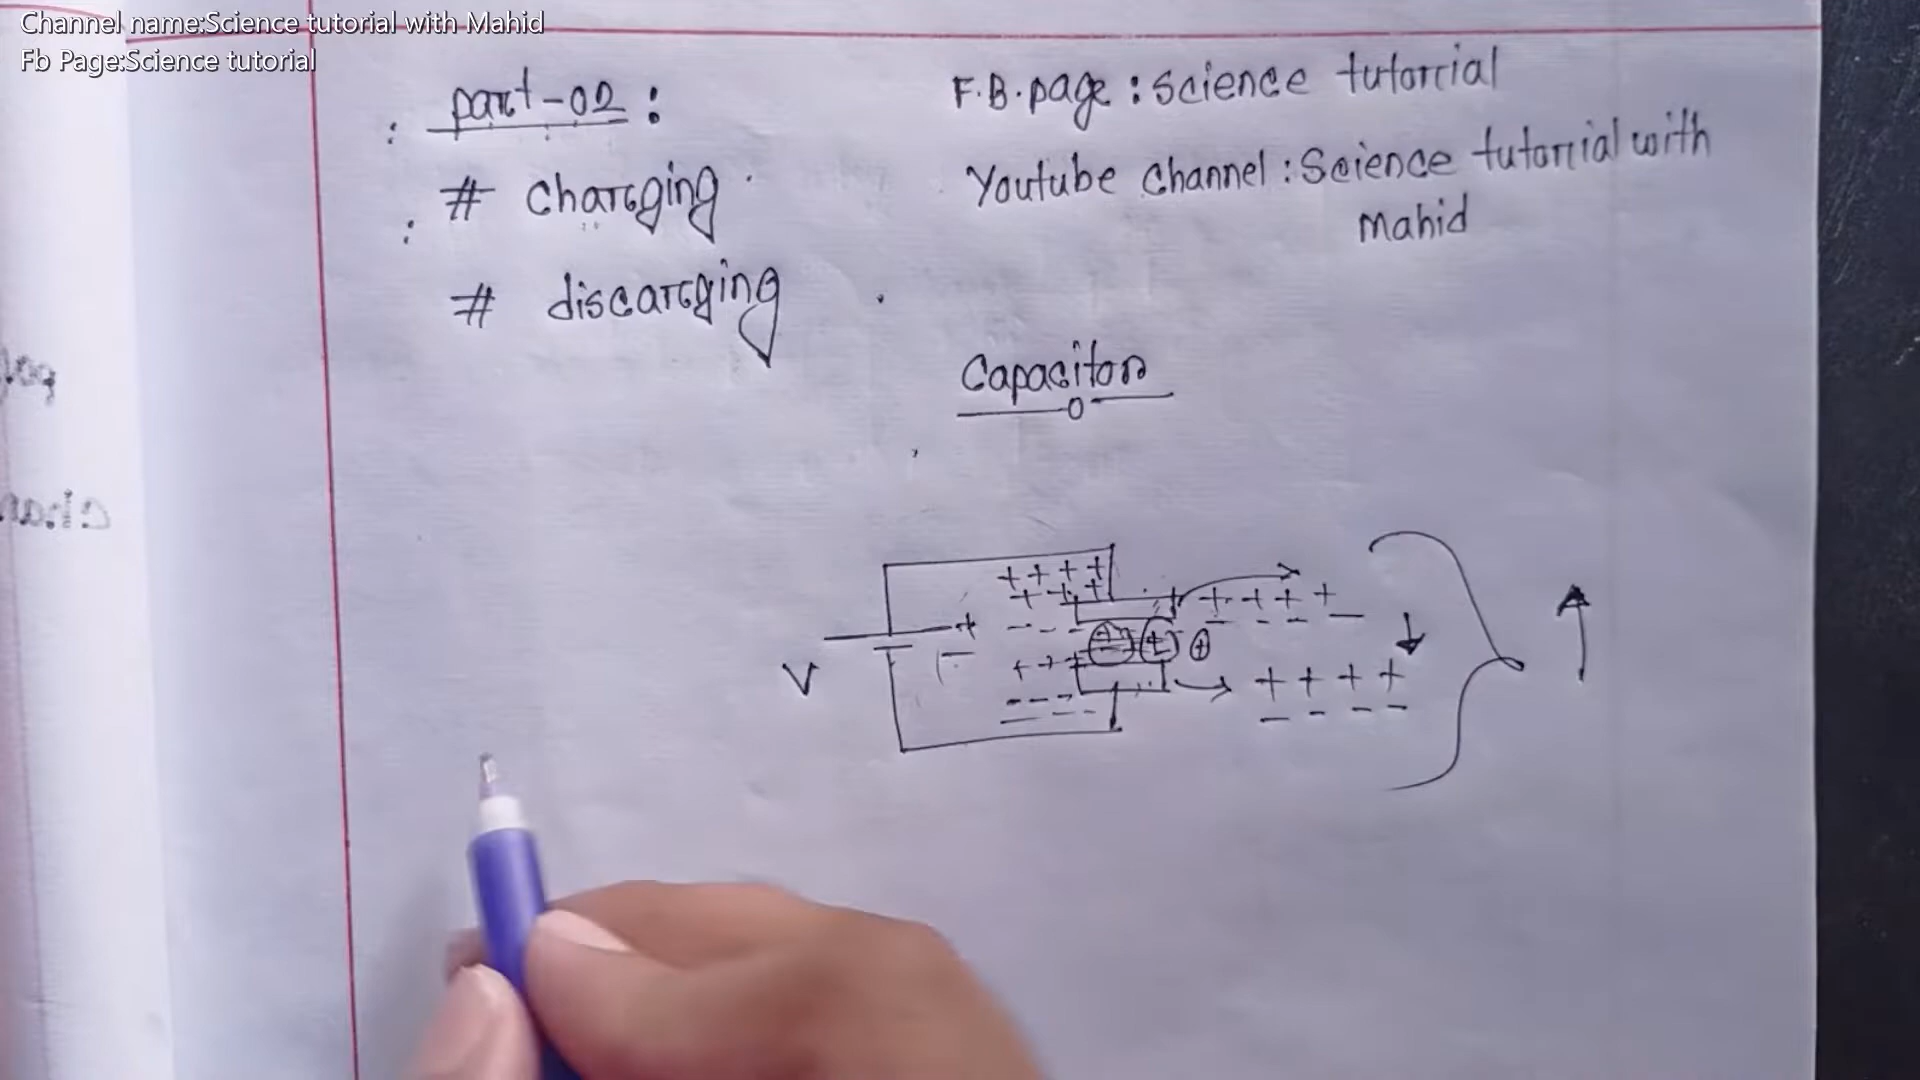 Channel name:Science tutorial with Mahid
Fb Page:Science tutorial
part-02 :
# Charging
# discarging
F.B.page : science tutorial
Youtube channel : Science tutorial with
Mahid
Capacitor
+ + + +
+ + +
+ + + +
- - -
- - - -
+
-
+ + +
V
+ + + +
- - -
- - - -
- - - -